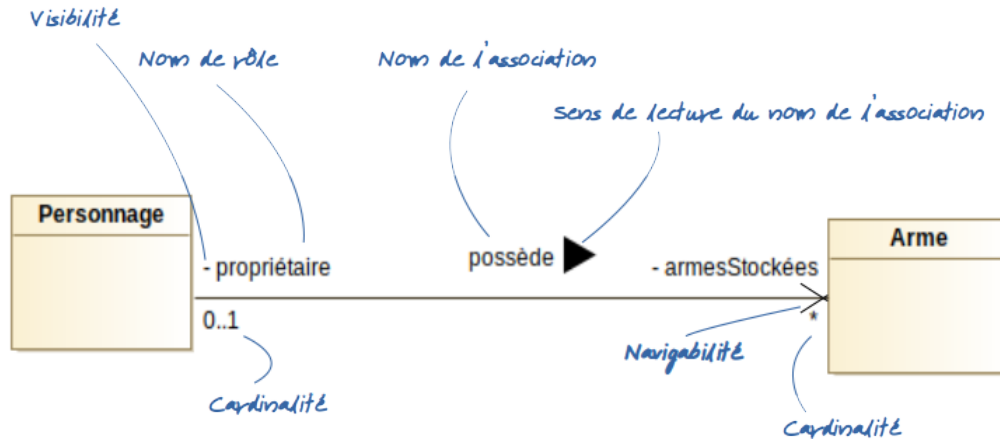 Visibilité
Nom de rôle
Nom de l'association
Sens de lecture du nom de l'association
Personnage
Arme
- propriétaire
possède
- armesStockées
0..1
*
Navigabilité
Cardinalité
Cardinalité